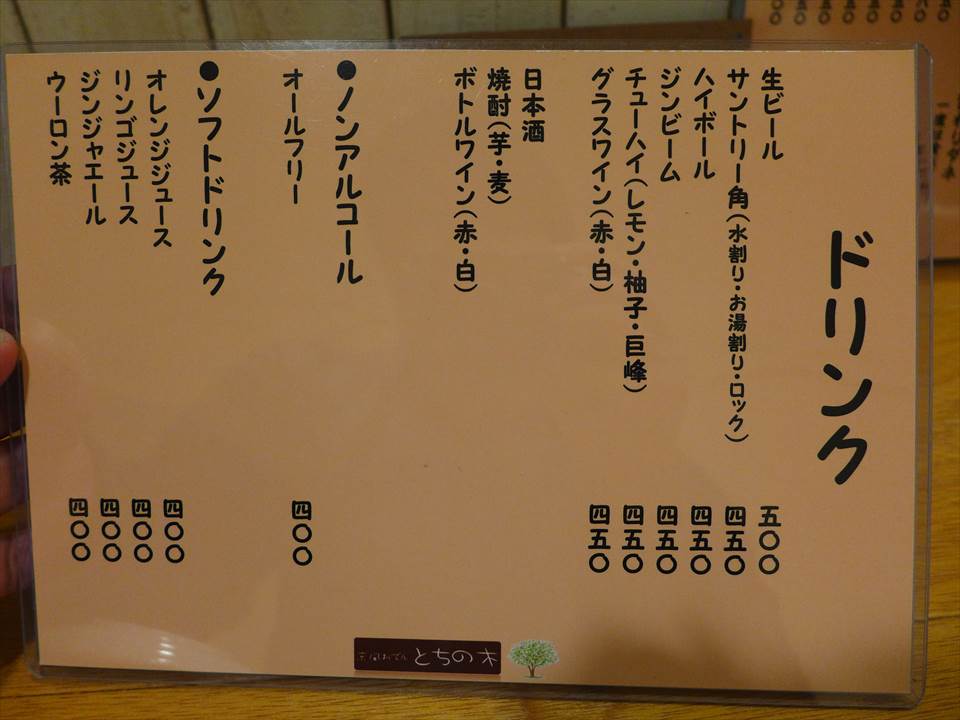 ドリンク
生ビール 五〇〇
サントリー角(水割り・お湯割り・ロック) 四五〇
ハイボール 四五〇
ジンビーム 四五〇
チューハイ(レモン・柚子・巨峰) 四五〇
グラスワイン(赤・白) 四五〇
日本酒
焼酎(芋・麦)
ボトルワイン(赤・白)
●ノンアルコール
オールフリー 四〇〇
●ソフトドリンク
オレンジジュース 四〇〇
リンゴジュース 四〇〇
ジンジャエール 四〇〇
ウーロン茶 四〇〇
とちの木